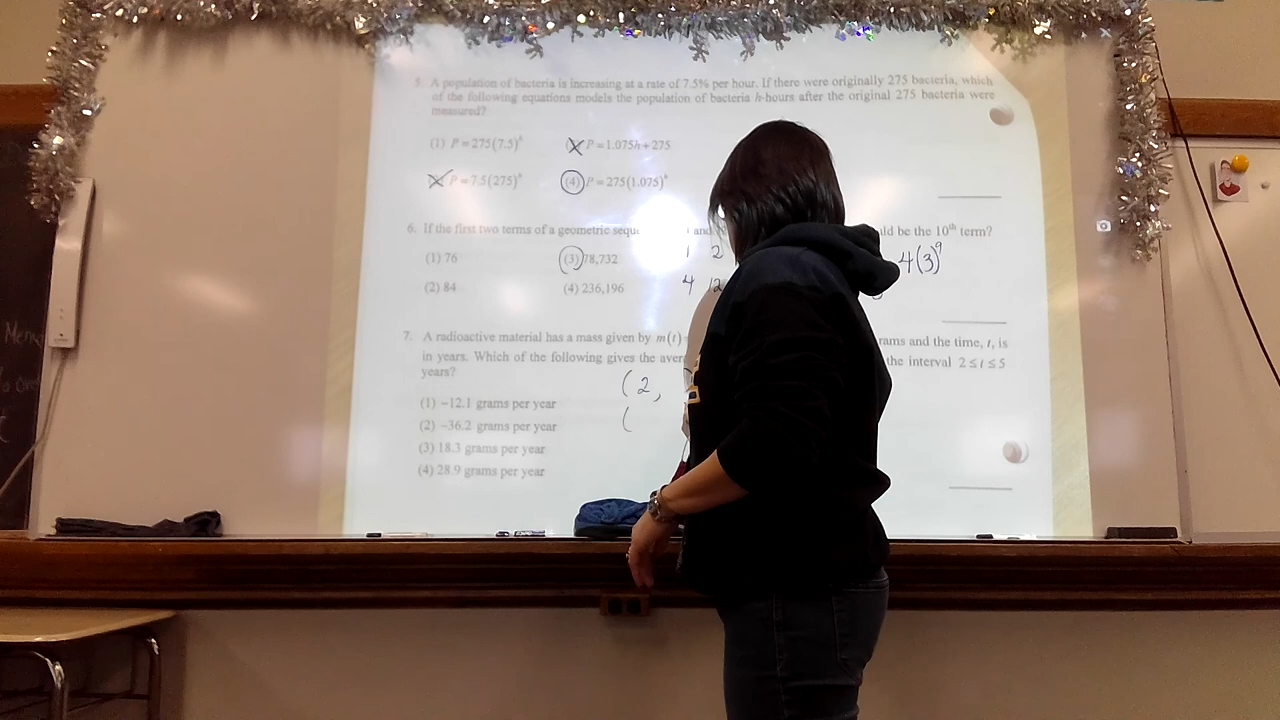 5. A population of bacteria is increasing at a rate of 7.5% per hour. If there were originally 275 bacteria, which
of the following equations models the population of bacteria h-hours after the original 275 bacteria were
measured?
(1) P=275(7.5)^h P=1.075h+275
P=7.5(275)^h (4) P=275(1.075)^h
6. If the first two terms of a geometric and be the 10th term?
(1) 76 (3) 78,732 1 2 4(3)^9
(2) 84 (4) 236,196 4 12
7. A radioactive material has a mass given by m(t) and the time, t, is
in years. Which of the following gives the the interval 2≤t≤5
years?
(2,
(1) −12.1 grams per year (
(2) −36.2 grams per year
(3) 18.3 grams per year
(4) 28.9 grams per year